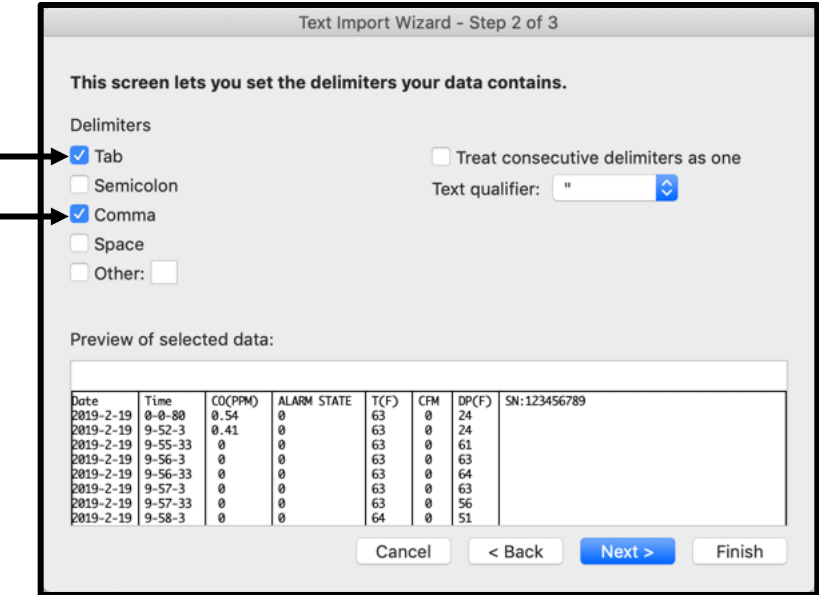 Text Import Wizard - Step 2 of 3
This screen lets you set the delimiters your data contains.
Delimiters
Tab
Treat consecutive delimiters as one
Semicolon
Text qualifier: "
Comma
Space
Other:
Preview of selected data:
Date Time CO(PPM) ALARM STATE T(F) CFM DP(F) SN:123456789
2019-2-19 0-0-80 0.54 0 63 0 24
2019-2-19 9-52-3 0.41 0 63 0 24
2019-2-19 9-55-33 0 0 63 0 61
2019-2-19 9-56-3 0 0 63 0 63
2019-2-19 9-56-33 0 0 63 0 64
2019-2-19 9-57-3 0 0 63 0 63
2019-2-19 9-57-33 0 0 63 0 56
2019-2-19 9-58-3 0 0 64 0 51
Cancel < Back Next > Finish